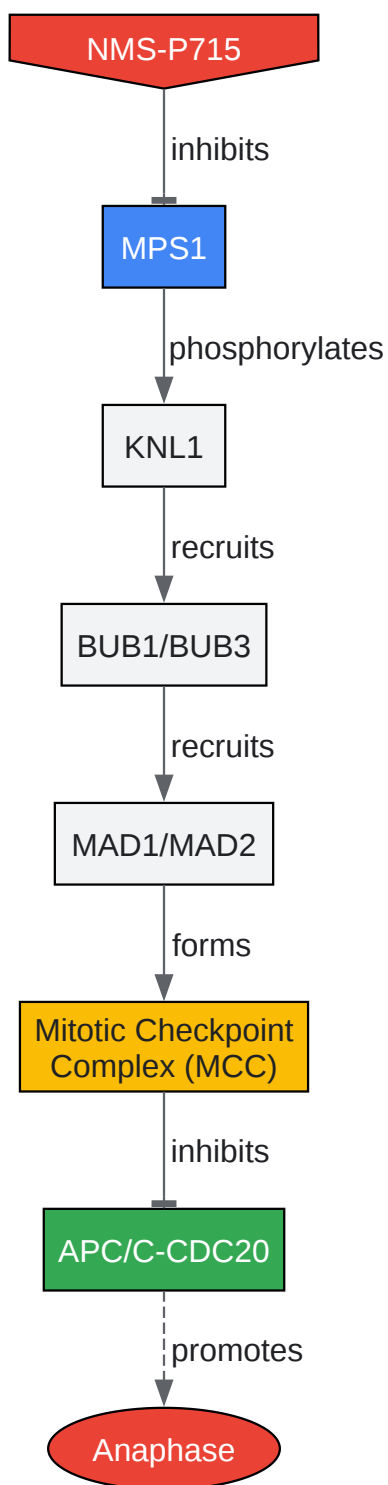 NMS-P715
inhibits
MPS1
phosphorylates
KNL1
recruits
BUB1/BUB3
recruits
MAD1/MAD2
forms
Mitotic Checkpoint
Complex (MCC)
inhibits
APC/C-CDC20
promotes
Anaphase